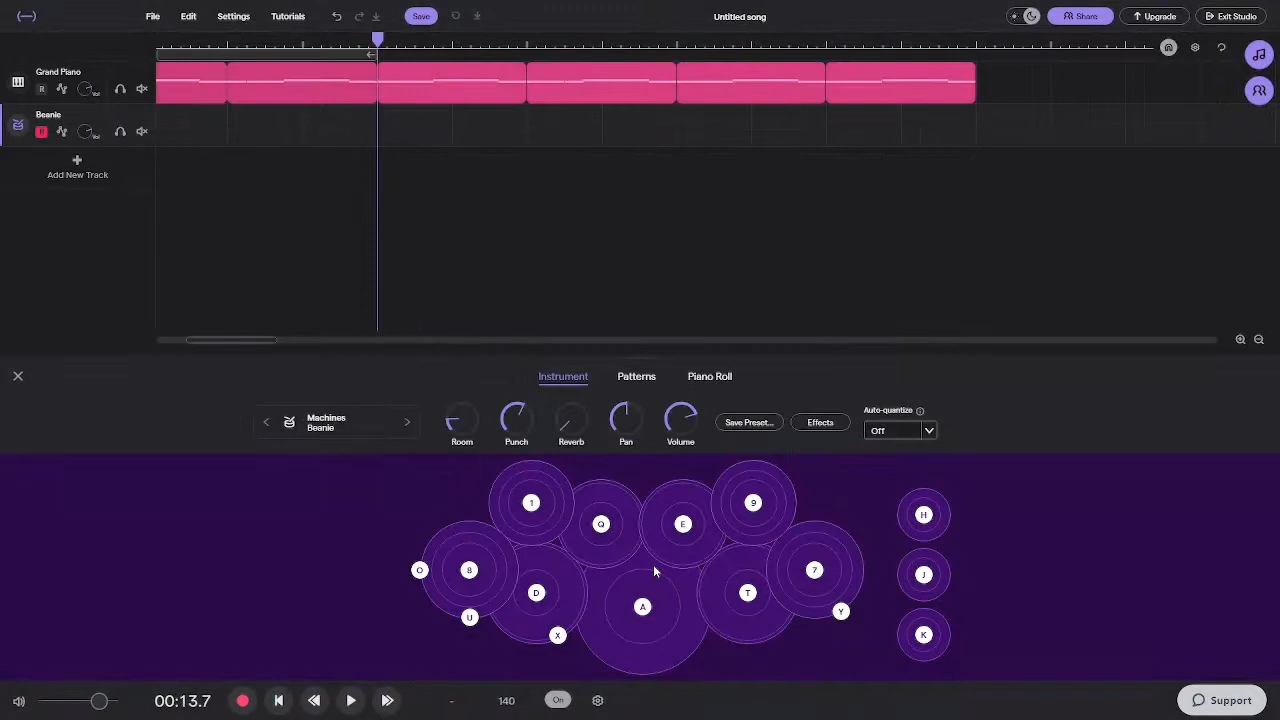 File Edit Settings Tutorials Save Untitled song Share Upgrade Exit Studio
Grand Piano
R Vol
Beanie
R Vol
Add New Track
Instrument Patterns Piano Roll
Machines
Beanie
Room Punch Reverb Pan Volume
Save Preset... Effects
Auto-quantize
Off
1 Q E 9
O 8 D A T 7
U X Y
H
J
K
00:13.7 - 140 On
Support